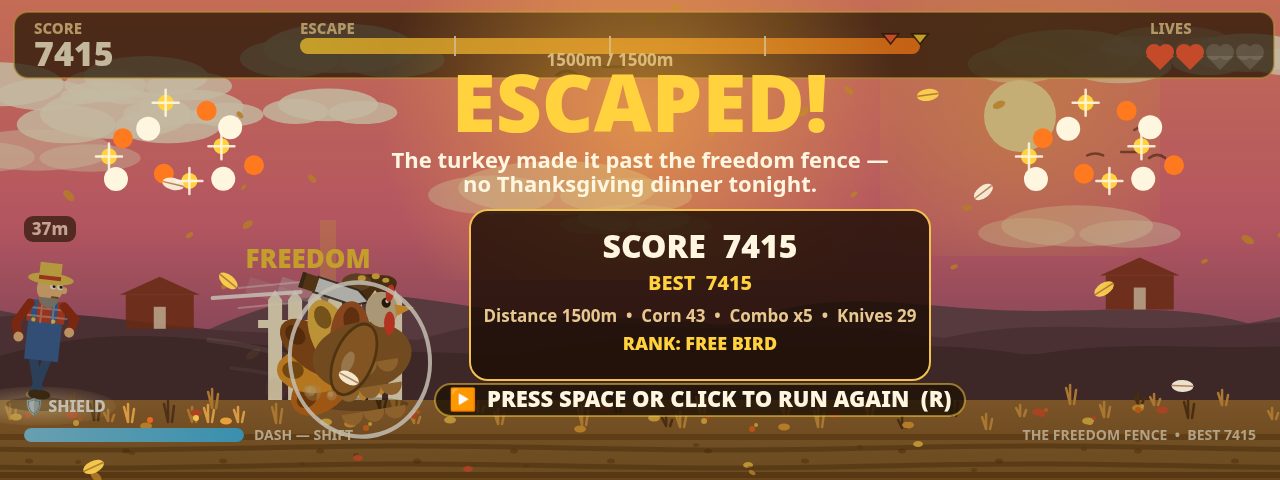 SCORE
7415
ESCAPE
1500m / 1500m
LIVES
ESCAPED!
The turkey made it past the freedom fence —
no Thanksgiving dinner tonight.
37m
FREEDOM
SCORE 7415
BEST 7415
Distance 1500m • Corn 43 • Combo x5 • Knives 29
RANK: FREE BIRD
PRESS SPACE OR CLICK TO RUN AGAIN (R)
SHIELD
DASH — SHIFT
THE FREEDOM FENCE • BEST 7415